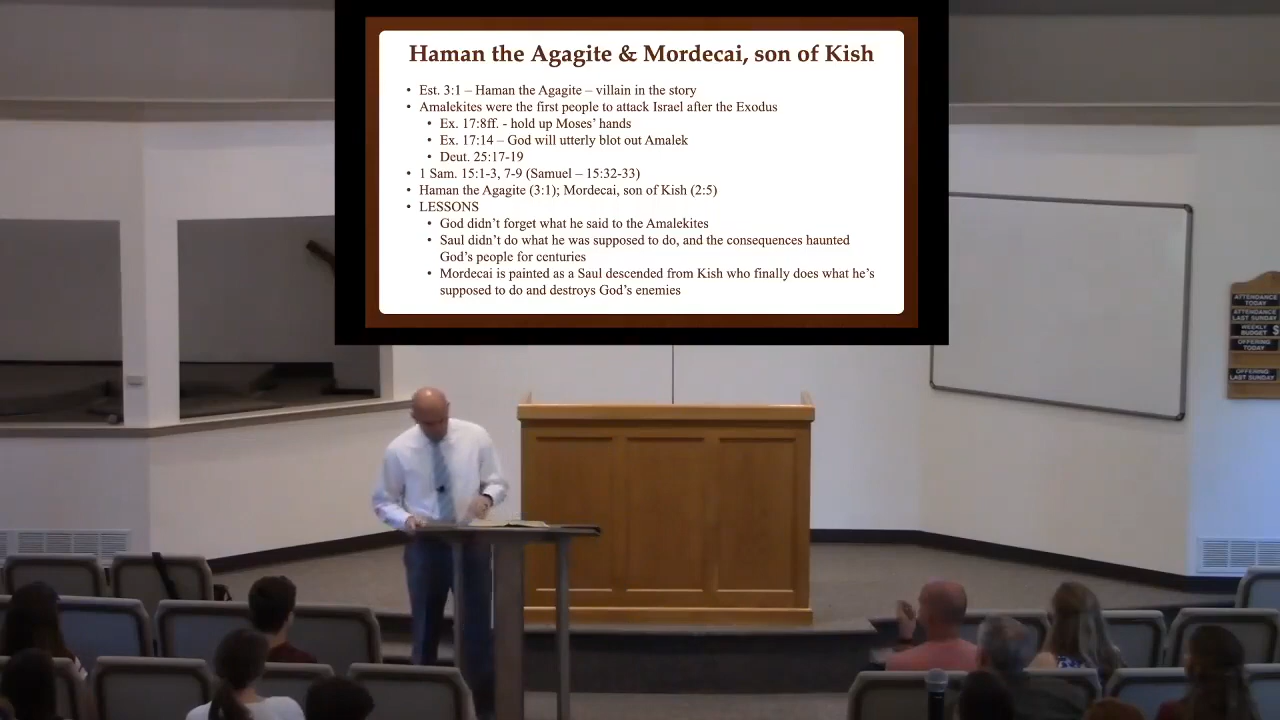 Haman the Agagite & Mordecai, son of Kish
• Est. 3:1 – Haman the Agagite – villain in the story
• Amalekites were the first people to attack Israel after the Exodus
• Ex. 17:8ff. - hold up Moses’ hands
• Ex. 17:14 – God will utterly blot out Amalek
• Deut. 25:17-19
• 1 Sam. 15:1-3, 7-9 (Samuel – 15:32-33)
• Haman the Agagite (3:1); Mordecai, son of Kish (2:5)
• LESSONS
• God didn’t forget what he said to the Amalekites
• Saul didn’t do what he was supposed to do, and the consequences haunted
God’s people for centuries
• Mordecai is painted as a Saul descended from Kish who finally does what he’s
supposed to do and destroys God’s enemies
ATTENDANCE
TODAY
ATTENDANCE
LAST SUNDAY
WEEKLY
BUDGET $
OFFERING
TODAY
OFFERING
LAST SUNDAY